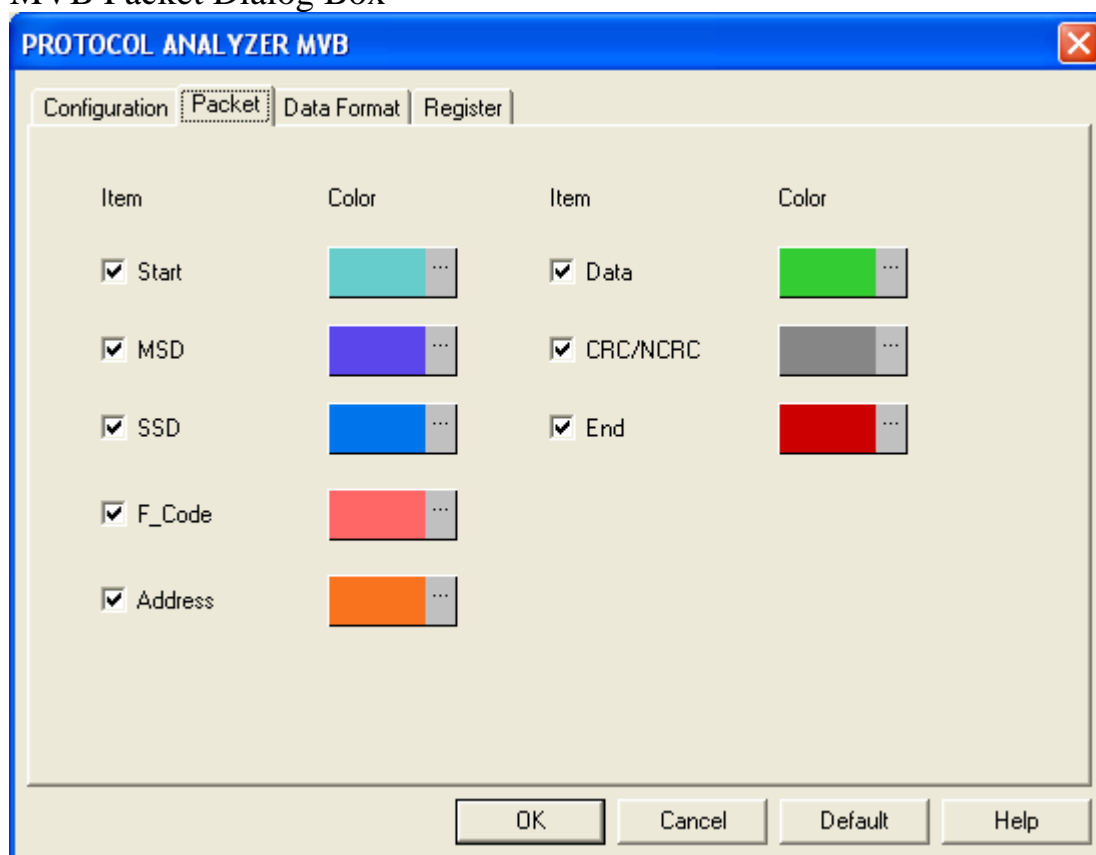 MVB Packet Dialog Box
PROTOCOL ANALYZER MVB
Configuration Packet Data Format Register
Item Color Item Color
Start ... Data ...
MSD ... CRC/NCRC ...
SSD ... End ...
F_Code ...
Address ...
OK Cancel Default Help